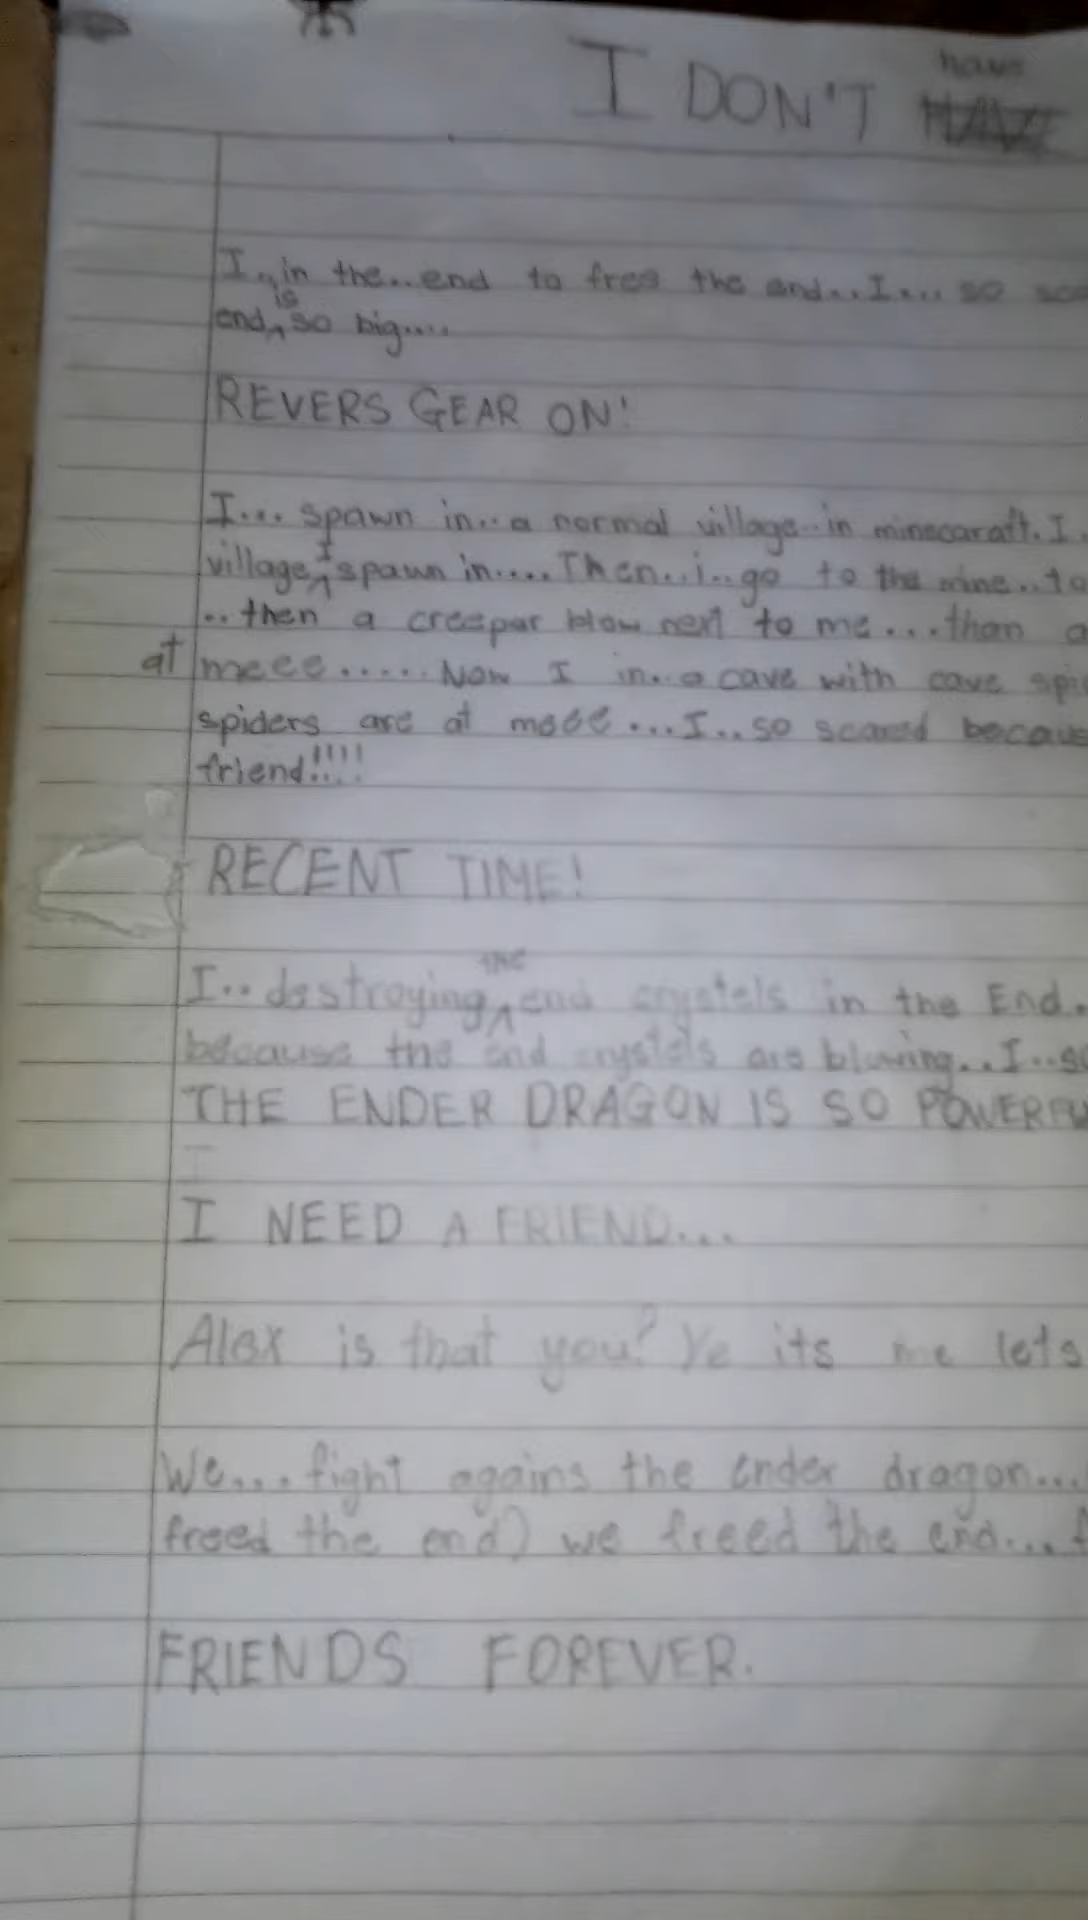 I DON'T have
I.. in the... end to free the end... I.... so
end, is so big.....
REVERS GEAR ON!
I... spawn in.. a normal village.. in minecaraft. I.
village, I spawn in..... Then.. i.. go to the mine.. to
.. then a creeper blow next to me... than a
at meee ...... Now I in.. a cave with cave
spiders are at meee ... I.. so scared
friend!!!!
RECENT TIME!
I.. destroying the end crystels in the End.
because the end crystels are blowing.. I..
THE ENDER DRAGON IS SO
I NEED A FRIEND...
Alex is that you? Ye its me lets
We.... fight agains the ender dragon...
freed the end) we freed the end....
FRIENDS FOREVER.